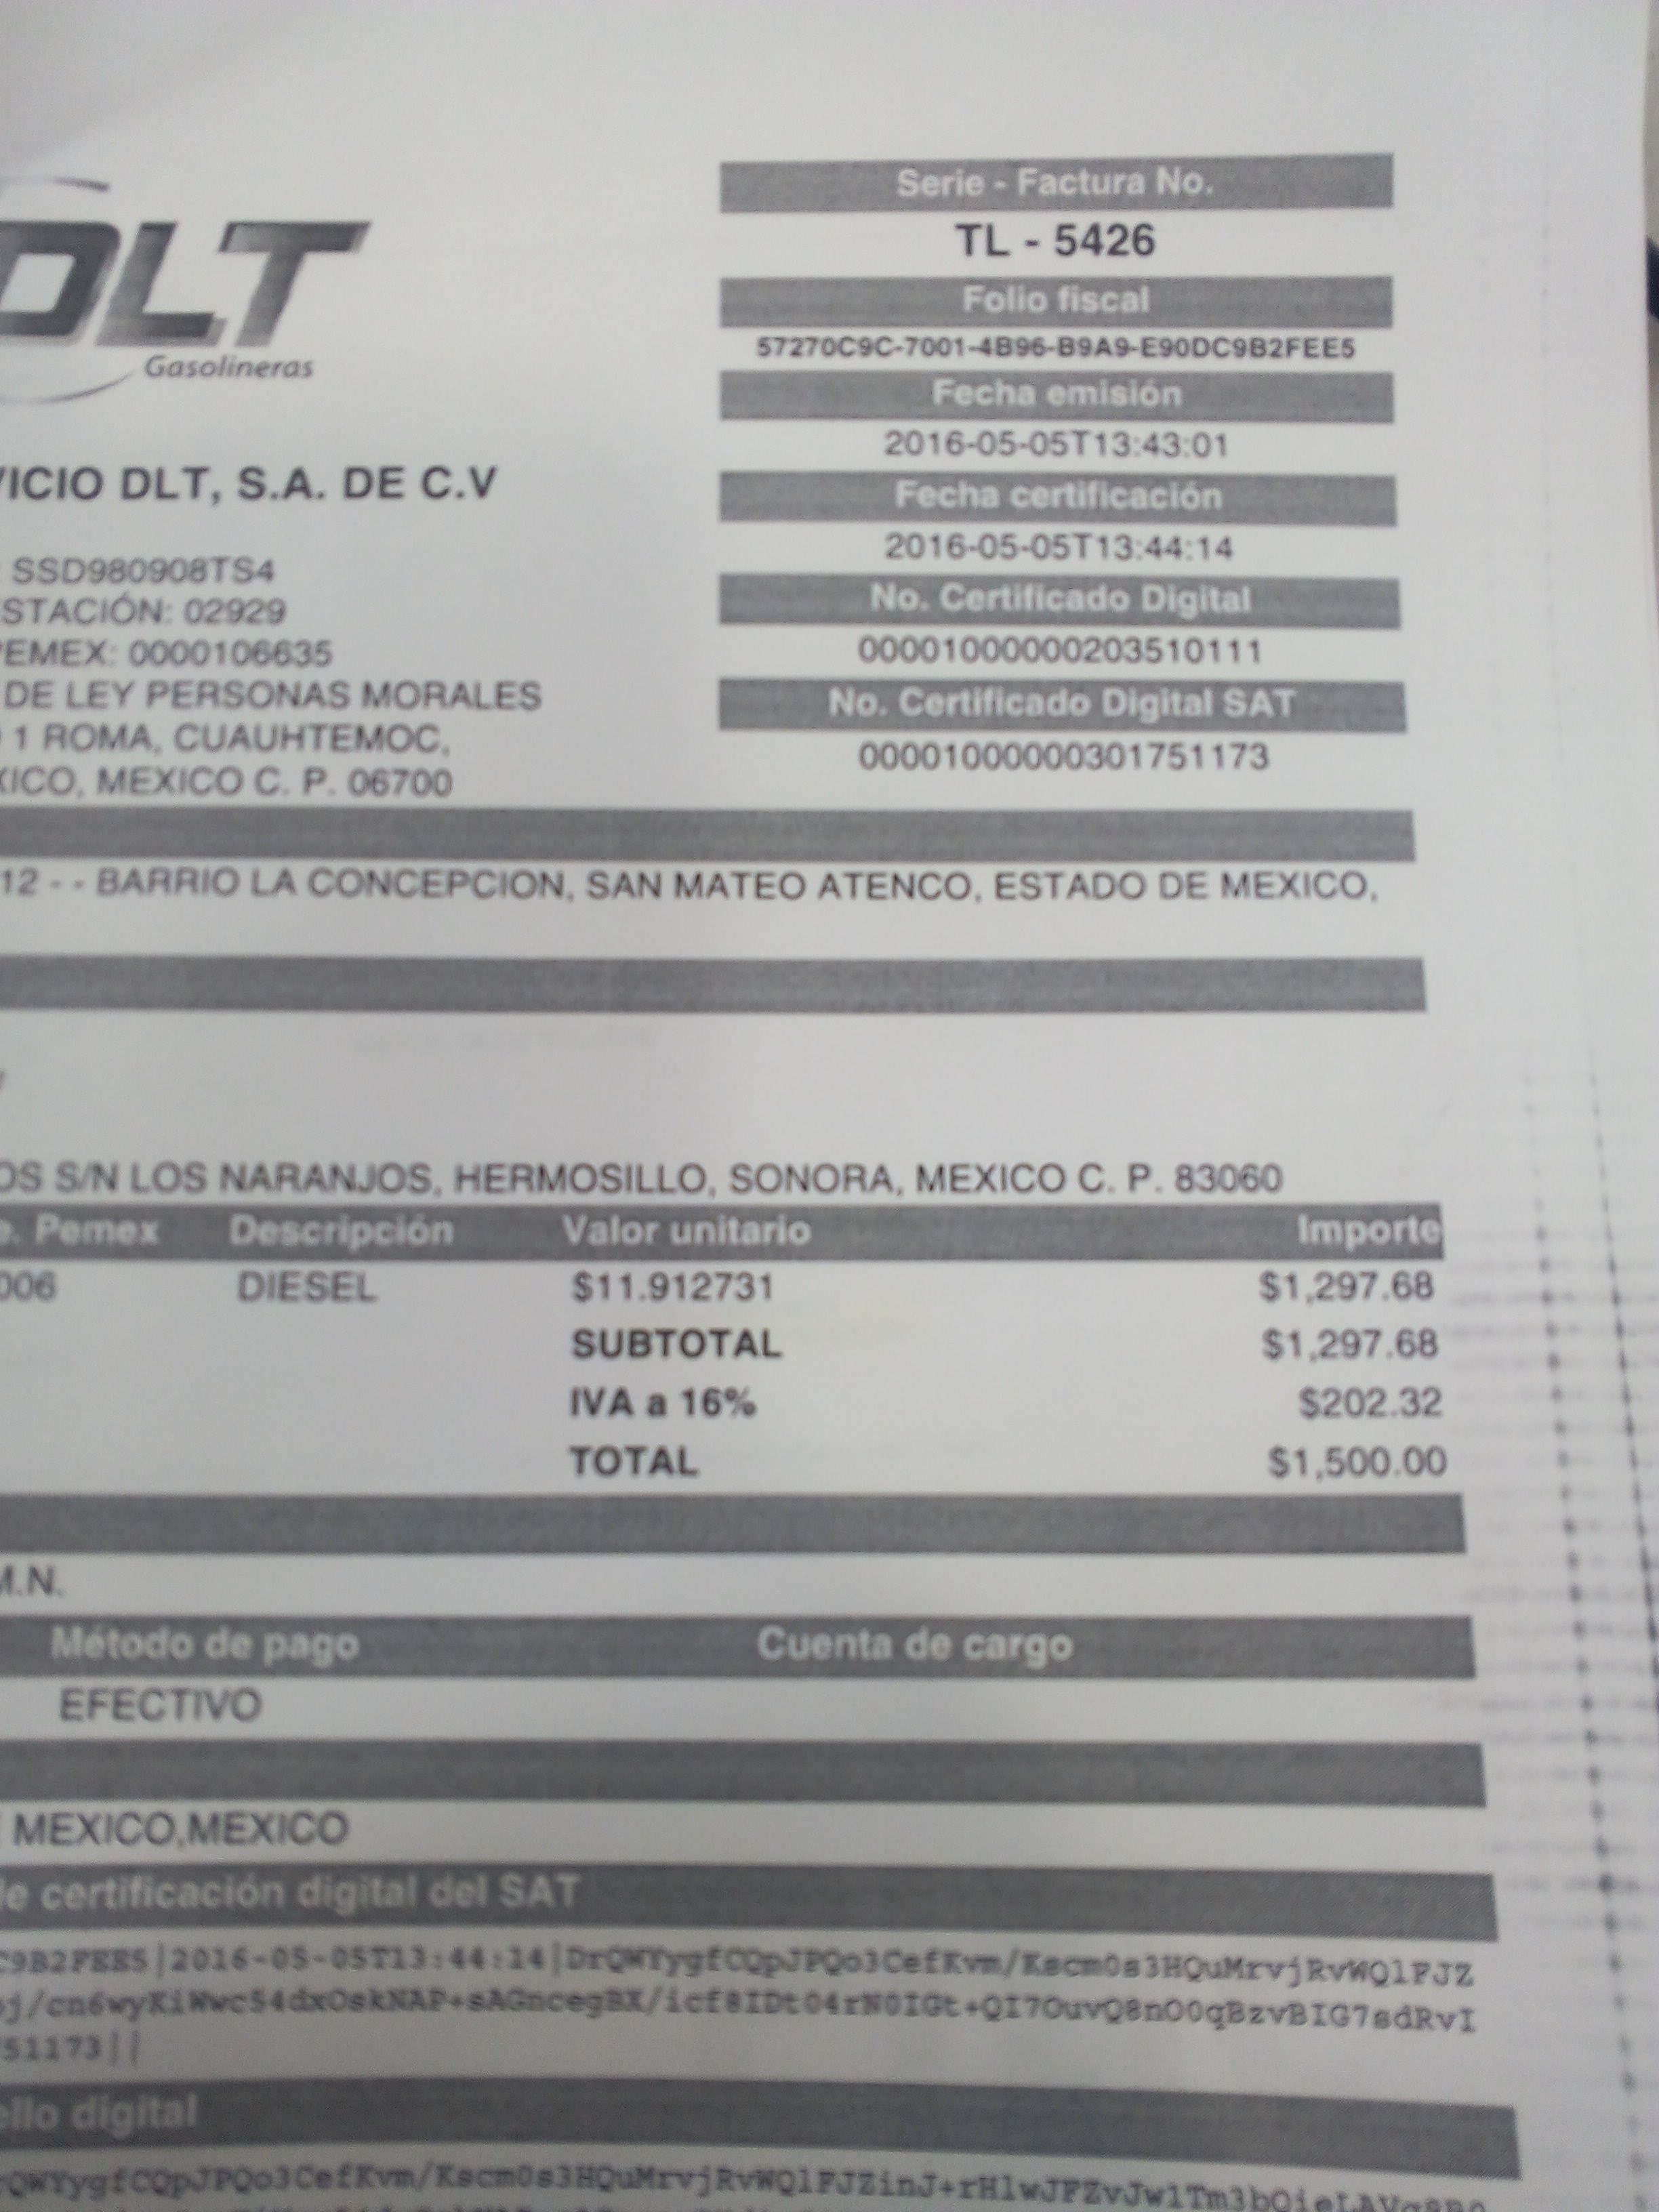 DLT
Gasolineras
Serie - Factura No.
TL - 5426
Folio fiscal
57270C9C-7001-4B96-B9A9-E90DC9B2FEE5
Fecha emisión
2016-05-05T13:43:01
Fecha certificación
2016-05-05T13:44:14
No. Certificado Digital
00001000000203510111
No. Certificado Digital SAT
00001000000301751173
VICIO DLT, S.A. DE C.V
SSD980908TS4
STACIÓN: 02929
PEMEX: 0000106635
DE LEY PERSONAS MORALES
1 ROMA, CUAUHTEMOC,
XICO, MEXICO C. P. 06700
12 - - BARRIO LA CONCEPCION, SAN MATEO ATENCO, ESTADO DE MEXICO,
OS S/N LOS NARANJOS, HERMOSILLO, SONORA, MEXICO C. P. 83060
e. Pemex Descripción Valor unitario Importe
006 DIESEL $11.912731 $1,297.68
SUBTOTAL $1,297.68
IVA a 16% $202.32
TOTAL $1,500.00
M.N.
Método de pago Cuenta de cargo
EFECTIVO
MEXICO,MEXICO
de certificación digital del SAT
C9B2FEE5|2016-05-05T13:44:14|DrQWYygfCQpJPQo3CefKvm/Kscm0s3HQuMrvjRvWQlFJZ
oj/cn6wyKiWwc54dxOskNAP+sAGncegBX/icf8IDt04rN0IGt+QI7OuvQ8nO0qBzvBIG7sdRvI
51173||
ello digital
rQWYygfCQpJPQo3CefKvm/Kscm0s3HQuMrvjRvWQlFJZinJ+rHlwJFZvJw1Tm3bQieLAVq8B0